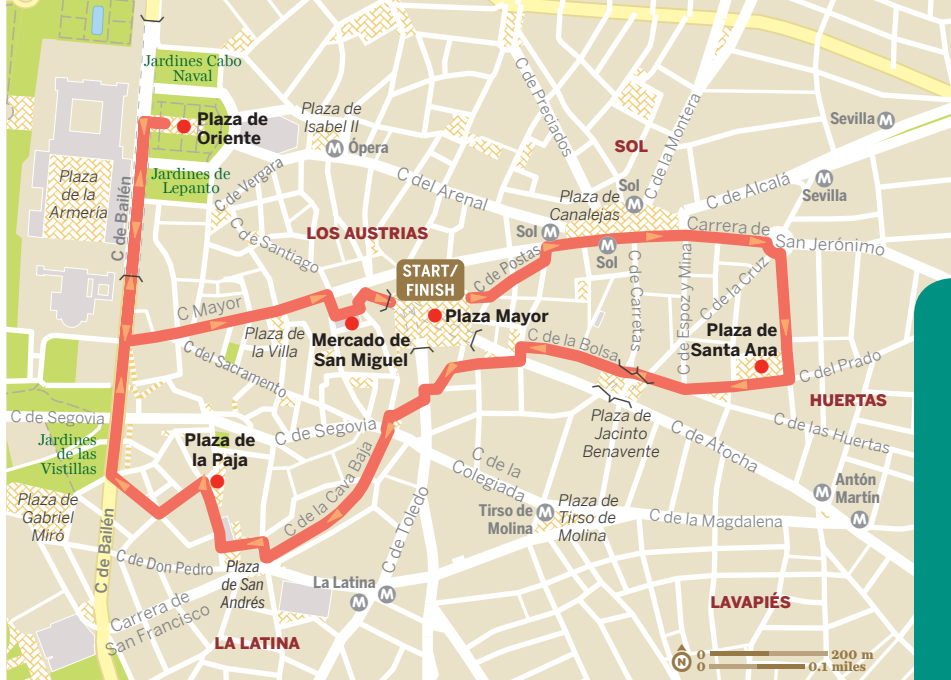 Jardines Cabo
Naval
Plaza de
Oriente
Plaza de
Isabel II
M Ópera
C de Preciados
SOL
C de la Montera
Sevilla M
M
Sevilla
Plaza
de la
Armería
Jardines de
Lepanto
C de Bailén
C de Vergara
C del Arenal
Sol
M
Plaza de
Canalejas
C de Alcalá
LOS AUSTRIAS
C de Santiago
Sol M
M
Sol
Carrera de
San Jerónimo
START/
FINISH
C de Postas
C de Carretas
C de Espoz y Mina
C de la Cruz
C Mayor
Plaza de
la Villa
Mercado de
San Miguel
Plaza Mayor
C de la Bolsa
Plaza de
Santa Ana
C del Prado
HUERTAS
C del Sacramento
C de Segovia
C de Segovia
Plaza de
Jacinto
Benavente
C de Atocha
C de las Huertas
Jardines
de las
Vistillas
Plaza de
la Paja
C de la Cava Baja
C de la
Colegiada
C de Toledo
Antón
Martín
M
M
Plaza de
Gabriel
Miró
Tirso de
Molina
M
Plaza de
Tirso de
Molina
C de la Magdalena
C de Bailén
C de Don Pedro
Plaza
de San
Andrés
La Latina
M
M
Carrera de
San Francisco
LA LATINA
LAVAPIÉS
N
0 200 m
0 0.1 miles